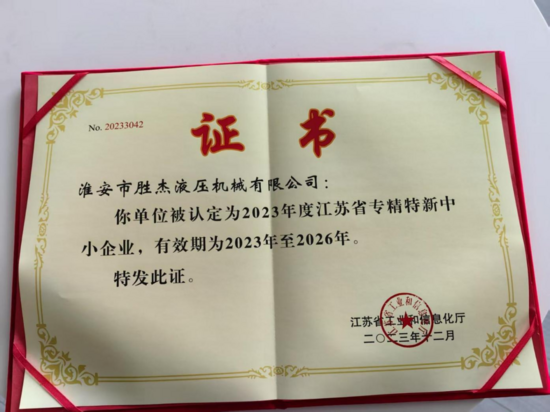 No. 20233042
证书
淮安市胜杰液压机械有限公司：
你单位被认定为2023年度江苏省专精特新中
小企业，有效期为2023年至2026年。
特发此证。
江苏省工业和信息化厅
二〇二三年十二月